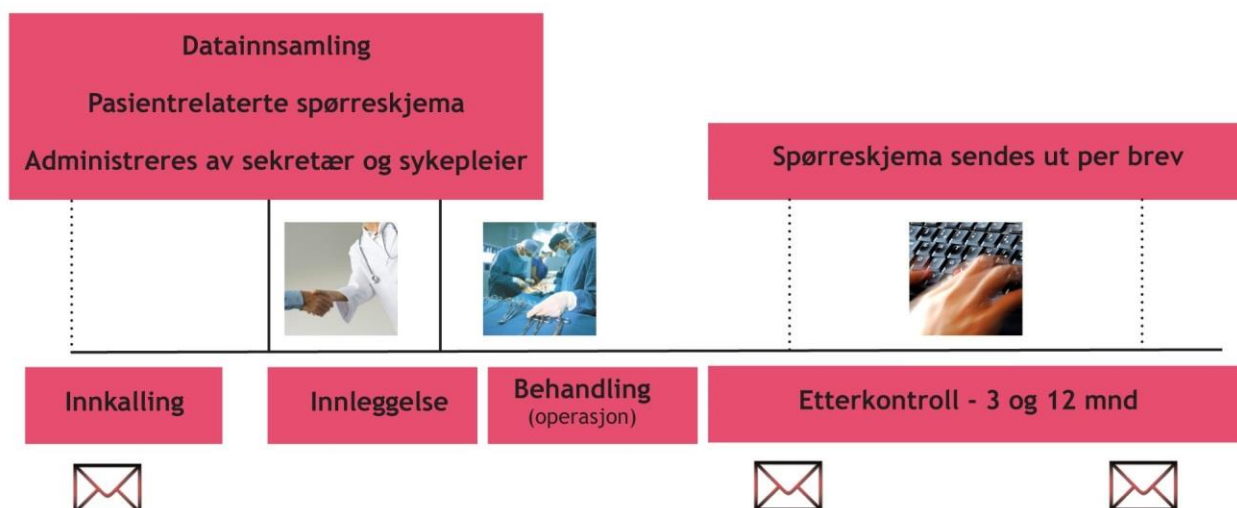 Datainnsamling
Pasientrelaterte spørreskjema
Administreres av sekretær og sykepleier
Spørreskjema sendes ut per brev
Innkalling
Innleggelse
Behandling
(operasjon)
Etterkontroll - 3 og 12 mnd